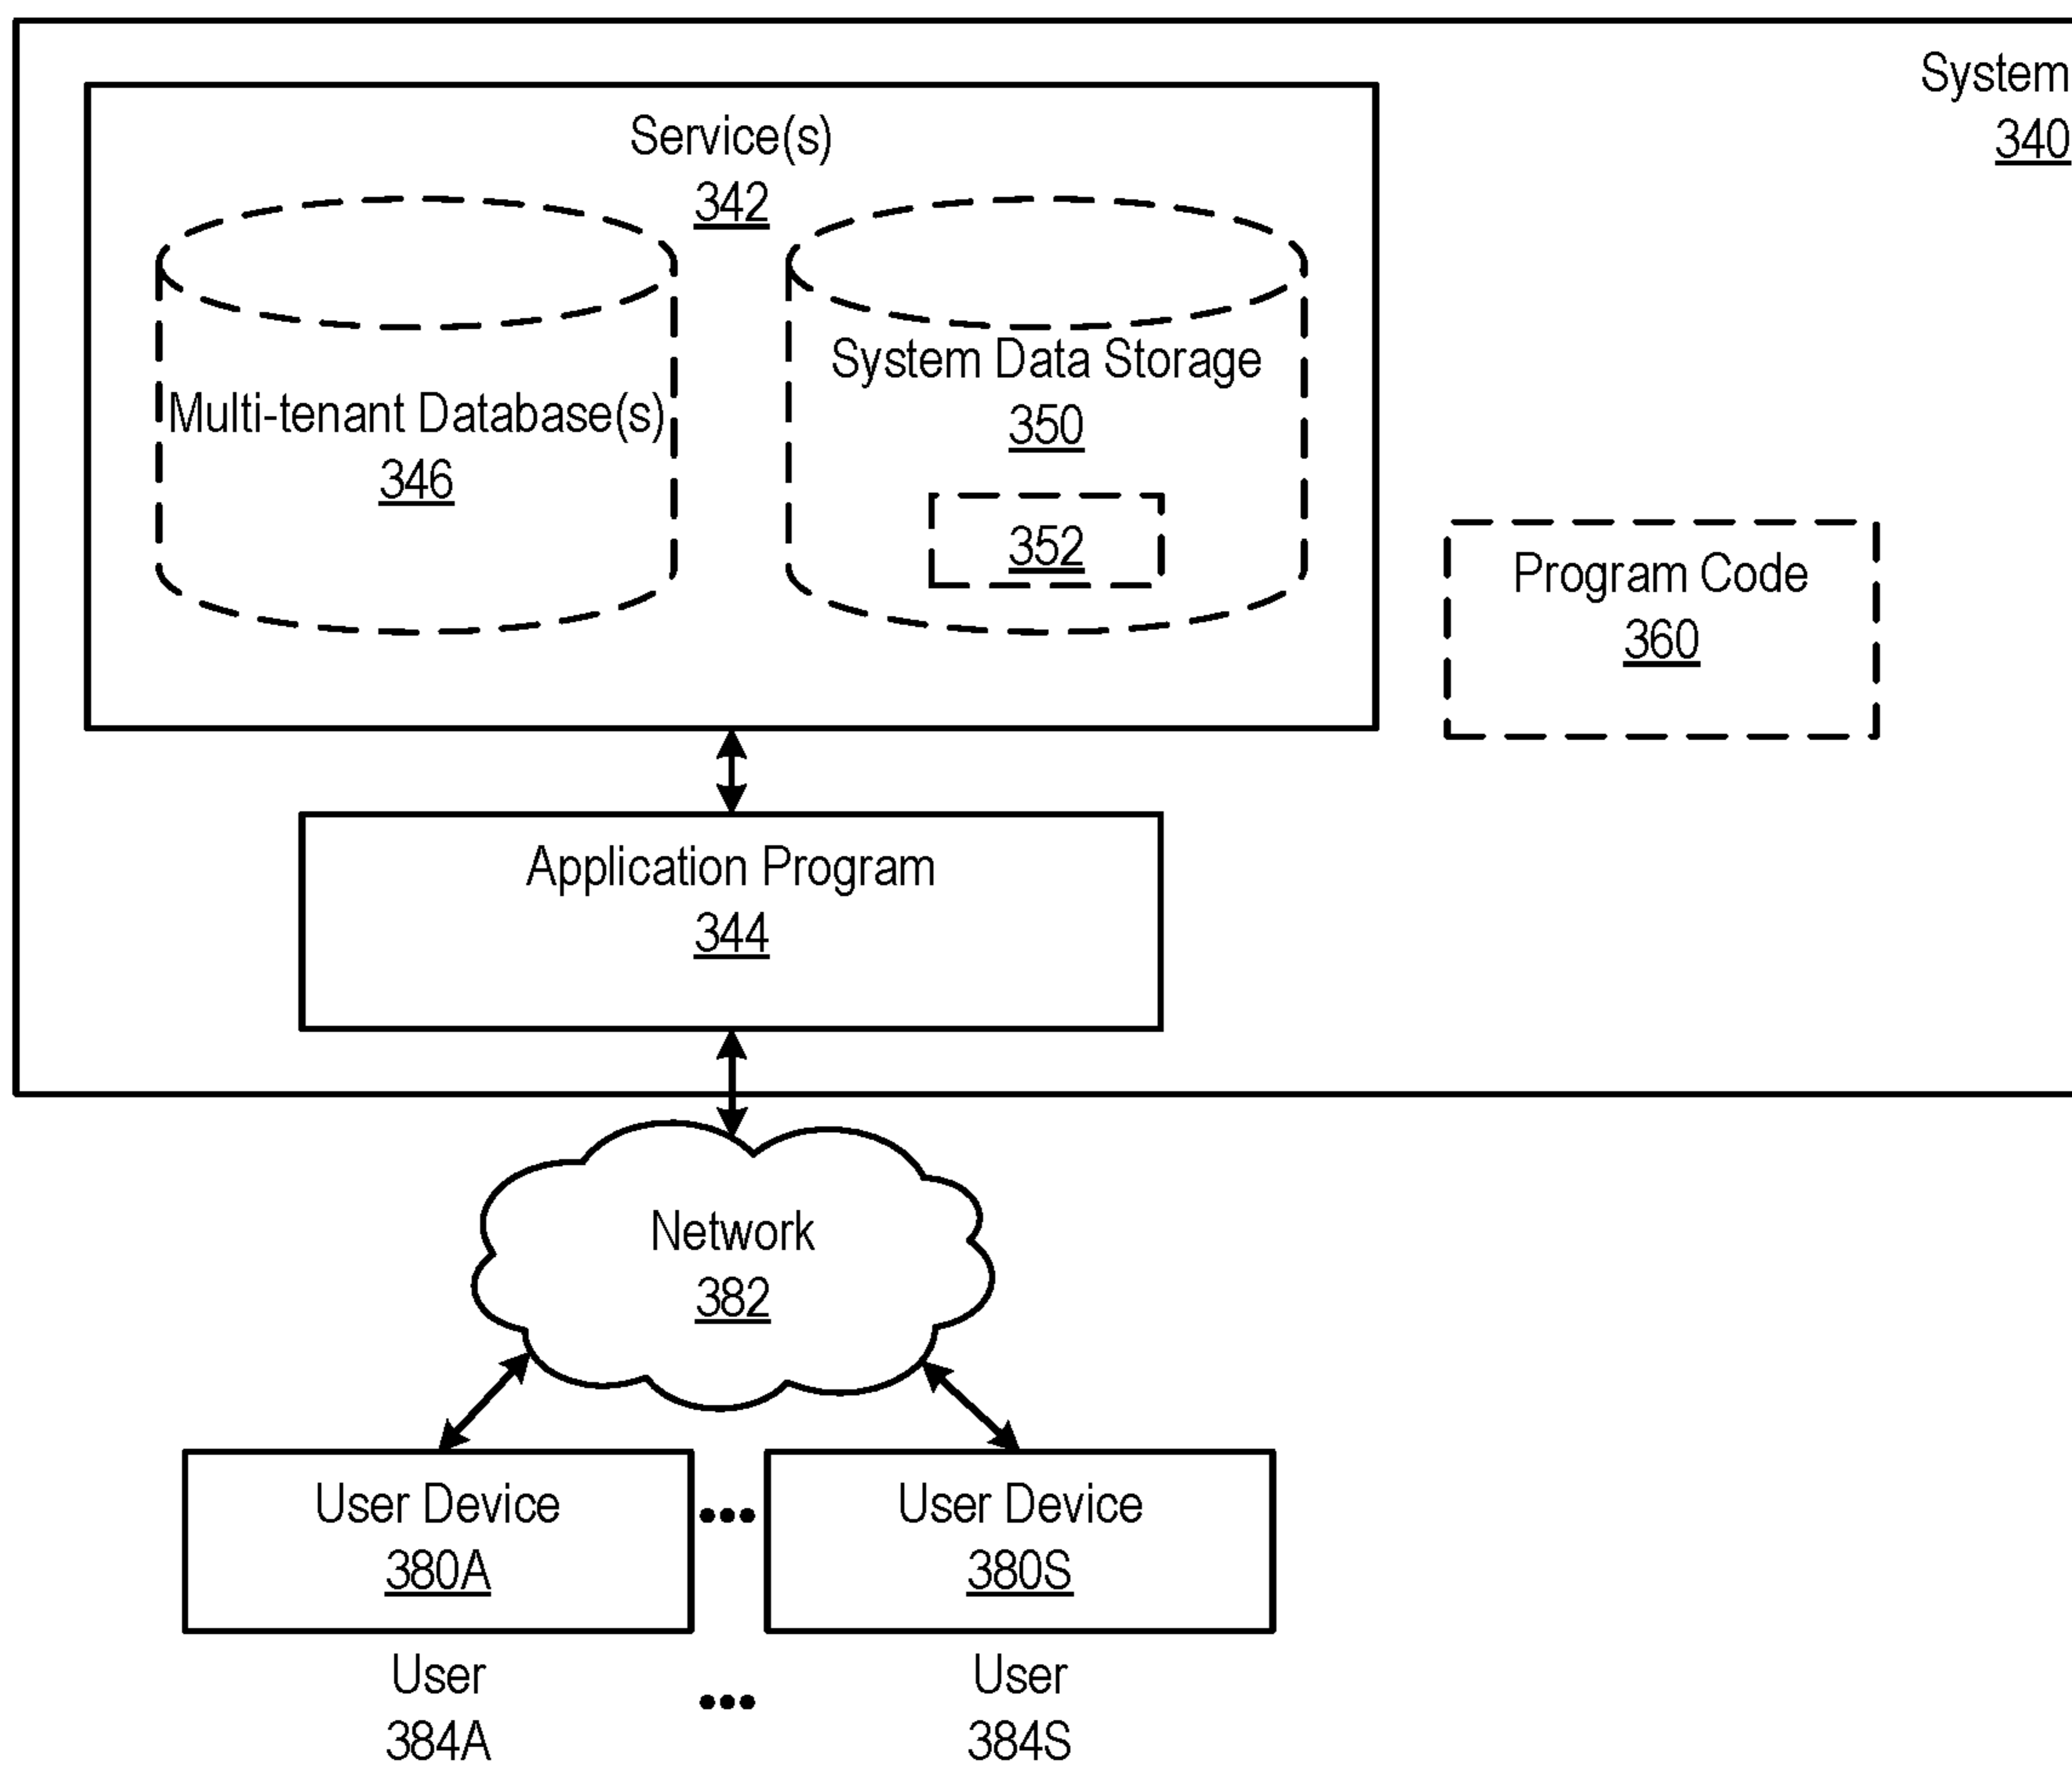 System
340
Service(s)
342
Multi-tenant Database(s)
346
System Data Storage
350
352
Program Code
360
Application Program
344
Network
382
User Device
380A
User Device
380S
User
384A
User
384S